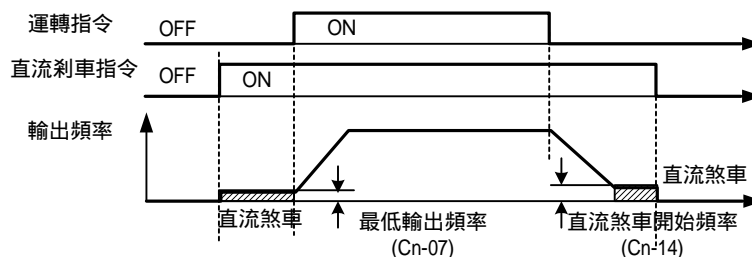 運轉指令 OFF ON
直流剎車指令 OFF ON
輸出頻率
直流煞車
直流煞車 最低輸出頻率 直流煞車開始頻率
(Cn-07) (Cn-14)